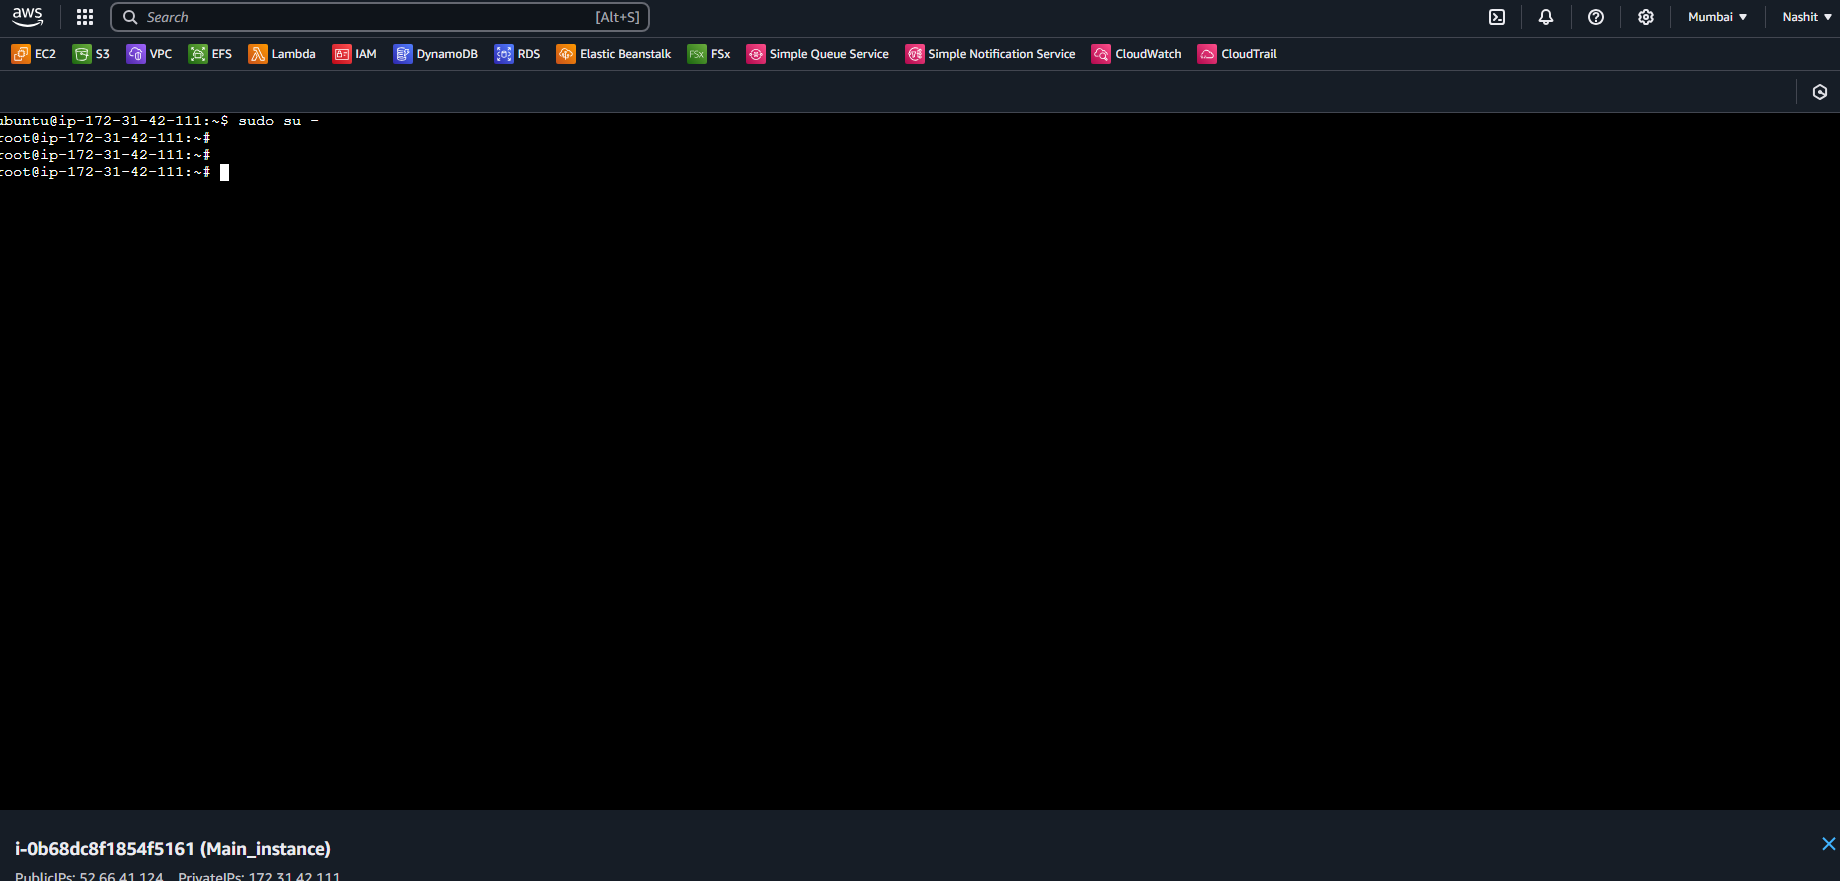 aws Search [Alt+S] Mumbai Nashit
EC2 S3 VPC EFS Lambda IAM DynamoDB RDS Elastic Beanstalk FSx FSx Simple Queue Service Simple Notification Service CloudWatch CloudTrail
ubuntu@ip-172-31-42-111:~$ sudo su -
root@ip-172-31-42-111:~#
root@ip-172-31-42-111:~#
root@ip-172-31-42-111:~#
i-0b68dc8f1854f5161 (Main_instance)
PublicIPs: 52.66.41.124 PrivateIPs: 172.31.42.111